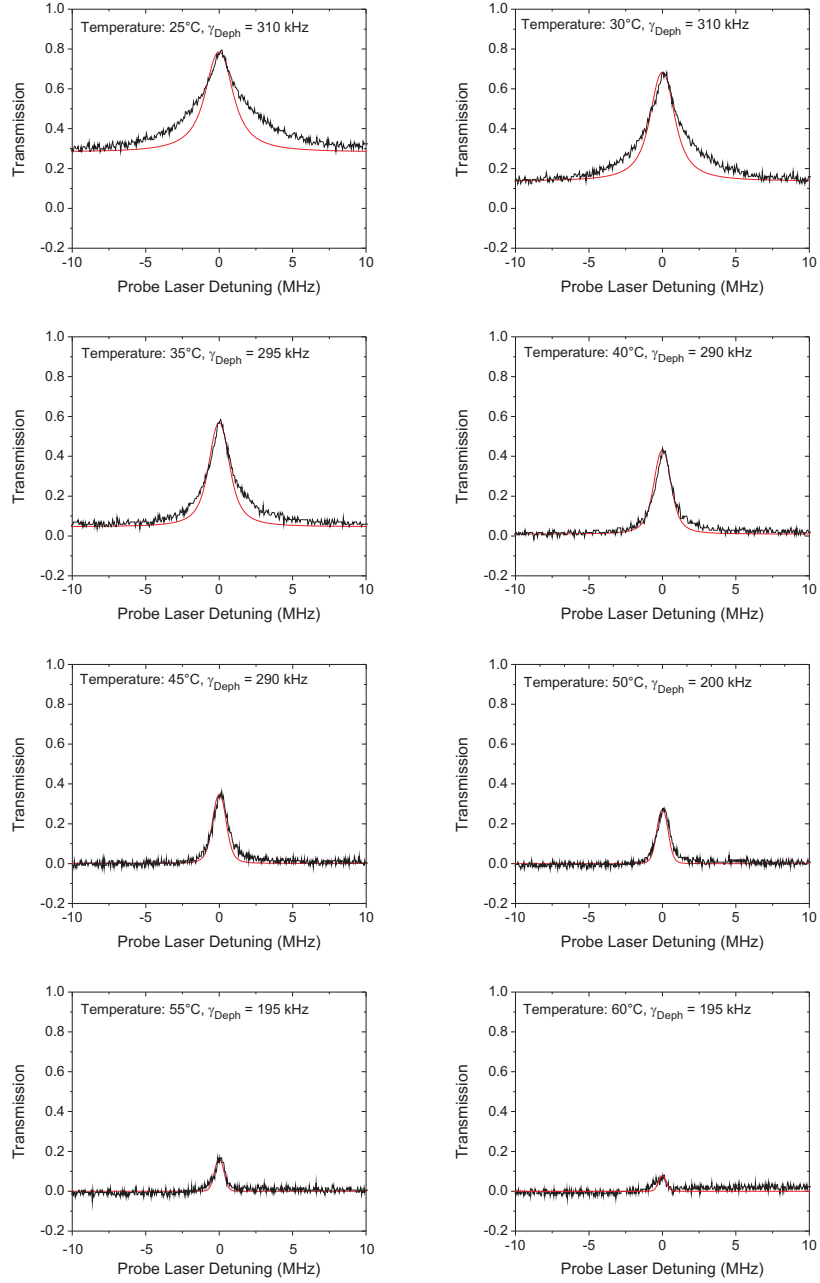 Temperature: 25°C, γDeph = 310 kHz
1.0
0.8
0.6
0.4
0.2
0.0
-0.2
Transmission
-10 -5 0 5 10
Probe Laser Detuning (MHz)
Temperature: 30°C, γDeph = 310 kHz
1.0
0.8
0.6
0.4
0.2
0.0
-0.2
Transmission
-10 -5 0 5 10
Probe Laser Detuning (MHz)
Temperature: 35°C, γDeph = 295 kHz
1.0
0.8
0.6
0.4
0.2
0.0
-0.2
Transmission
-10 -5 0 5 10
Probe Laser Detuning (MHz)
Temperature: 40°C, γDeph = 290 kHz
1.0
0.8
0.6
0.4
0.2
0.0
-0.2
Transmission
-10 -5 0 5 10
Probe Laser Detuning (MHz)
Temperature: 45°C, γDeph = 290 kHz
1.0
0.8
0.6
0.4
0.2
0.0
-0.2
Transmission
-10 -5 0 5 10
Probe Laser Detuning (MHz)
Temperature: 50°C, γDeph = 200 kHz
1.0
0.8
0.6
0.4
0.2
0.0
-0.2
Transmission
-10 -5 0 5 10
Probe Laser Detuning (MHz)
Temperature: 55°C, γDeph = 195 kHz
1.0
0.8
0.6
0.4
0.2
0.0
-0.2
Transmission
-10 -5 0 5 10
Probe Laser Detuning (MHz)
Temperature: 60°C, γDeph = 195 kHz
1.0
0.8
0.6
0.4
0.2
0.0
-0.2
Transmission
-10 -5 0 5 10
Probe Laser Detuning (MHz)